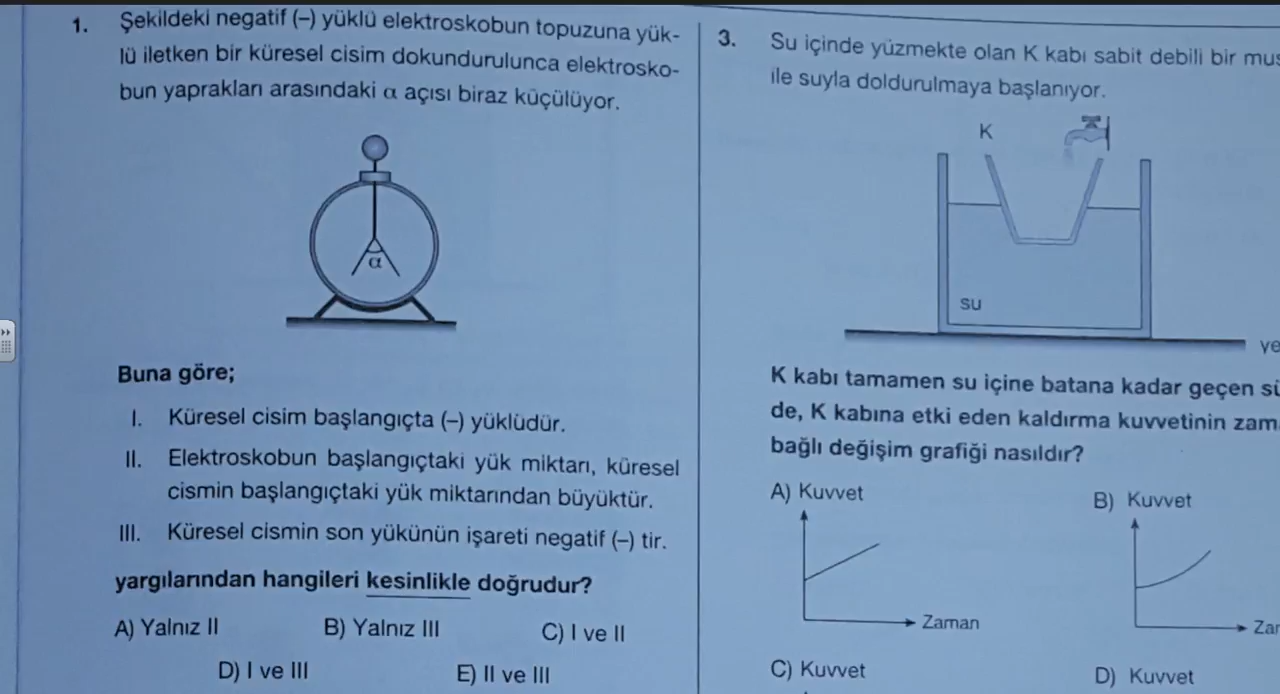 1. Şekildeki negatif (–) yüklü elektroskobun topuzuna yük-
lü iletken bir küresel cisim dokundurulunca elektrosko-
bun yaprakları arasındaki α açısı biraz küçülüyor.
α
Buna göre;
I. Küresel cisim başlangıçta (–) yüklüdür.
II. Elektroskobun başlangıçtaki yük miktarı, küresel
cismin başlangıçtaki yük miktarından büyüktür.
III. Küresel cismin son yükünün işareti negatif (–) tir.
yargılarından hangileri kesinlikle doğrudur?
A) Yalnız II B) Yalnız III C) I ve II
D) I ve III E) II ve III
3. Su içinde yüzmekte olan K kabı sabit debili bir
ile suyla doldurulmaya başlanıyor.
K
su
K kabı tamamen su içine batana kadar geçen
de, K kabına etki eden kaldırma kuvvetinin
bağlı değişim grafiği nasıldır?
A) Kuvvet B) Kuvvet
Zaman
C) Kuvvet D) Kuvvet